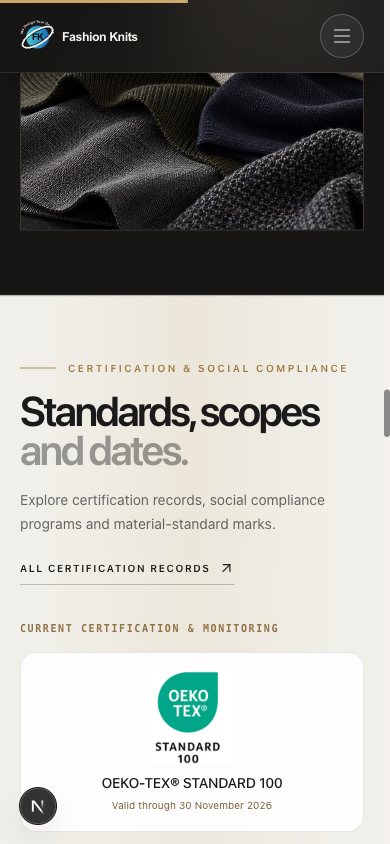 FK
Fashion Knits
CERTIFICATION & SOCIAL COMPLIANCE
Standards, scopes
and dates.
Explore certification records, social compliance
programs and material-standard marks.
ALL CERTIFICATION RECORDS
CURRENT CERTIFICATION & MONITORING
OEKO
TEX®
STANDARD
100
OEKO-TEX® STANDARD 100
Valid through 30 November 2026
N